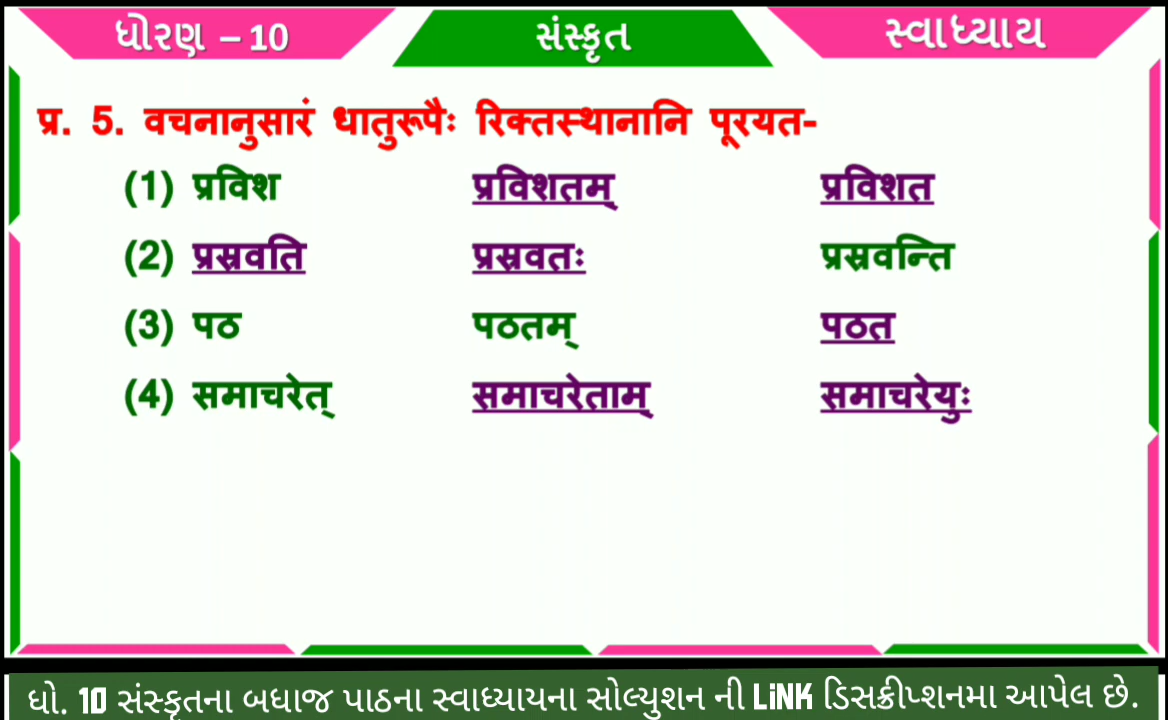 ધોરણ – 10 સંસ્કૃત સ્વાધ્યાય
प्र. 5. वचनानुसारं धातुरूपैः रिक्तस्थानानि पूरयत-
(1) प्रविश प्रविशतम् प्रविशत
(2) प्रस्रवति प्रस्रवतः प्रस्रवन्ति
(3) पठ पठतम् पठत
(4) समाचरेत् समाचरेताम् समाचरेयुः
ધો. 10 સંસ્કૃતના બધાજ પાઠના સ્વાધ્યાયના સોલ્યુશન ની LiNK ડિસક્રીપ્શનમા આપેલ છે.